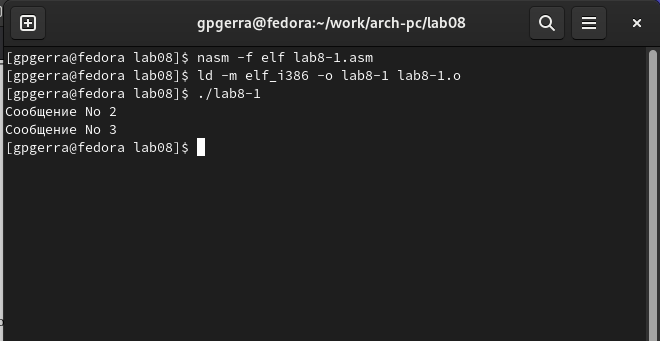 gpgerra@fedora:~/work/arch-pc/lab08
[gpgerra@fedora lab08]$ nasm -f elf lab8-1.asm
[gpgerra@fedora lab08]$ ld -m elf_i386 -o lab8-1 lab8-1.o
[gpgerra@fedora lab08]$ ./lab8-1
Сообщение No 2
Сообщение No 3
[gpgerra@fedora lab08]$